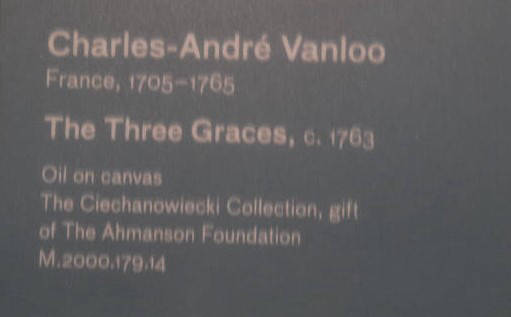 Charles-André Vanloo
France, 1705–1765
The Three Graces, c. 1763
Oil on canvas
The Ciechanowiecki Collection, gift
of The Ahmanson Foundation
M.2000.179.14